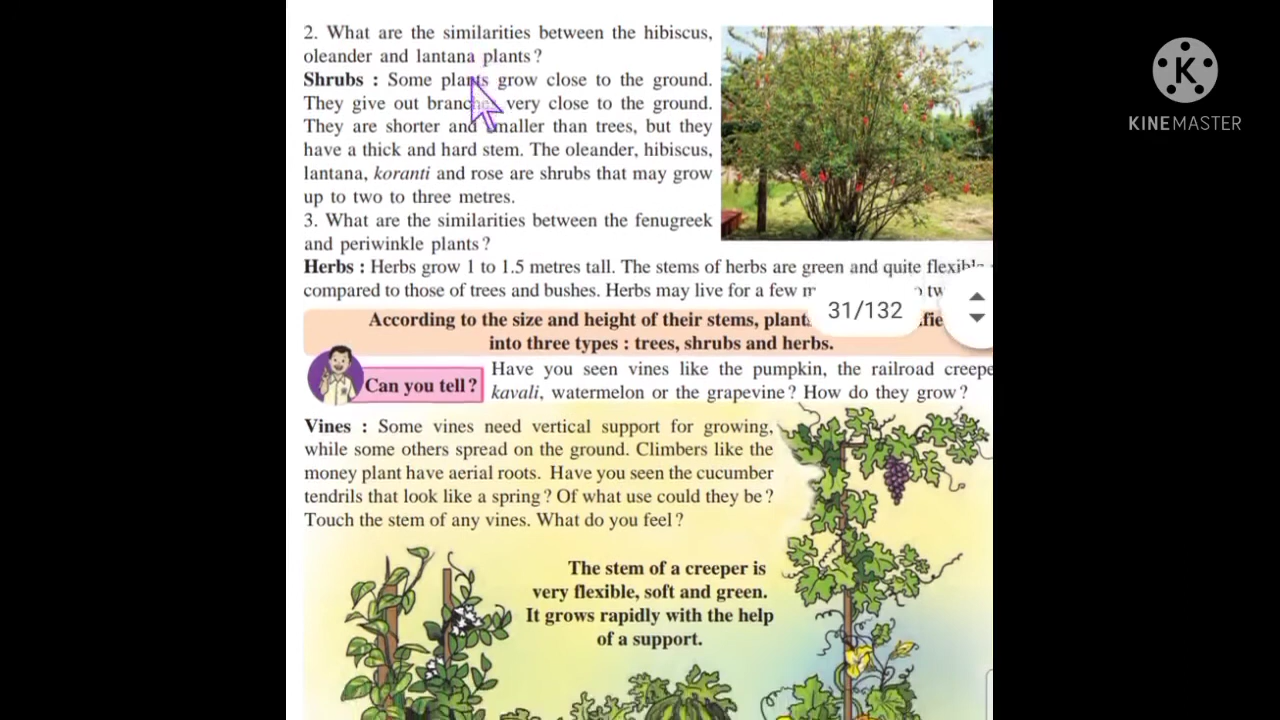 2. What are the similarities between the hibiscus,
oleander and lantana plants?
Shrubs : Some plants grow close to the ground.
They give out branches very close to the ground.
They are shorter and smaller than trees, but they
have a thick and hard stem. The oleander, hibiscus,
lantana, koranti and rose are shrubs that may grow
up to two to three metres.
3. What are the similarities between the fenugreek
and periwinkle plants?
Herbs : Herbs grow 1 to 1.5 metres tall. The stems of herbs are green and quite flexible
compared to those of trees and bushes. Herbs may live for a few
31/132
According to the size and height of their stems,
into three types : trees, shrubs and herbs.
Can you tell?
Have you seen vines like the pumpkin, the railroad
kavali, watermelon or the grapevine? How do they grow?
Vines : Some vines need vertical support for growing,
while some others spread on the ground. Climbers like the
money plant have aerial roots. Have you seen the cucumber
tendrils that look like a spring? Of what use could they be?
Touch the stem of any vines. What do you feel?
The stem of a creeper is
very flexible, soft and green.
It grows rapidly with the help
of a support.
K
KINEMASTER